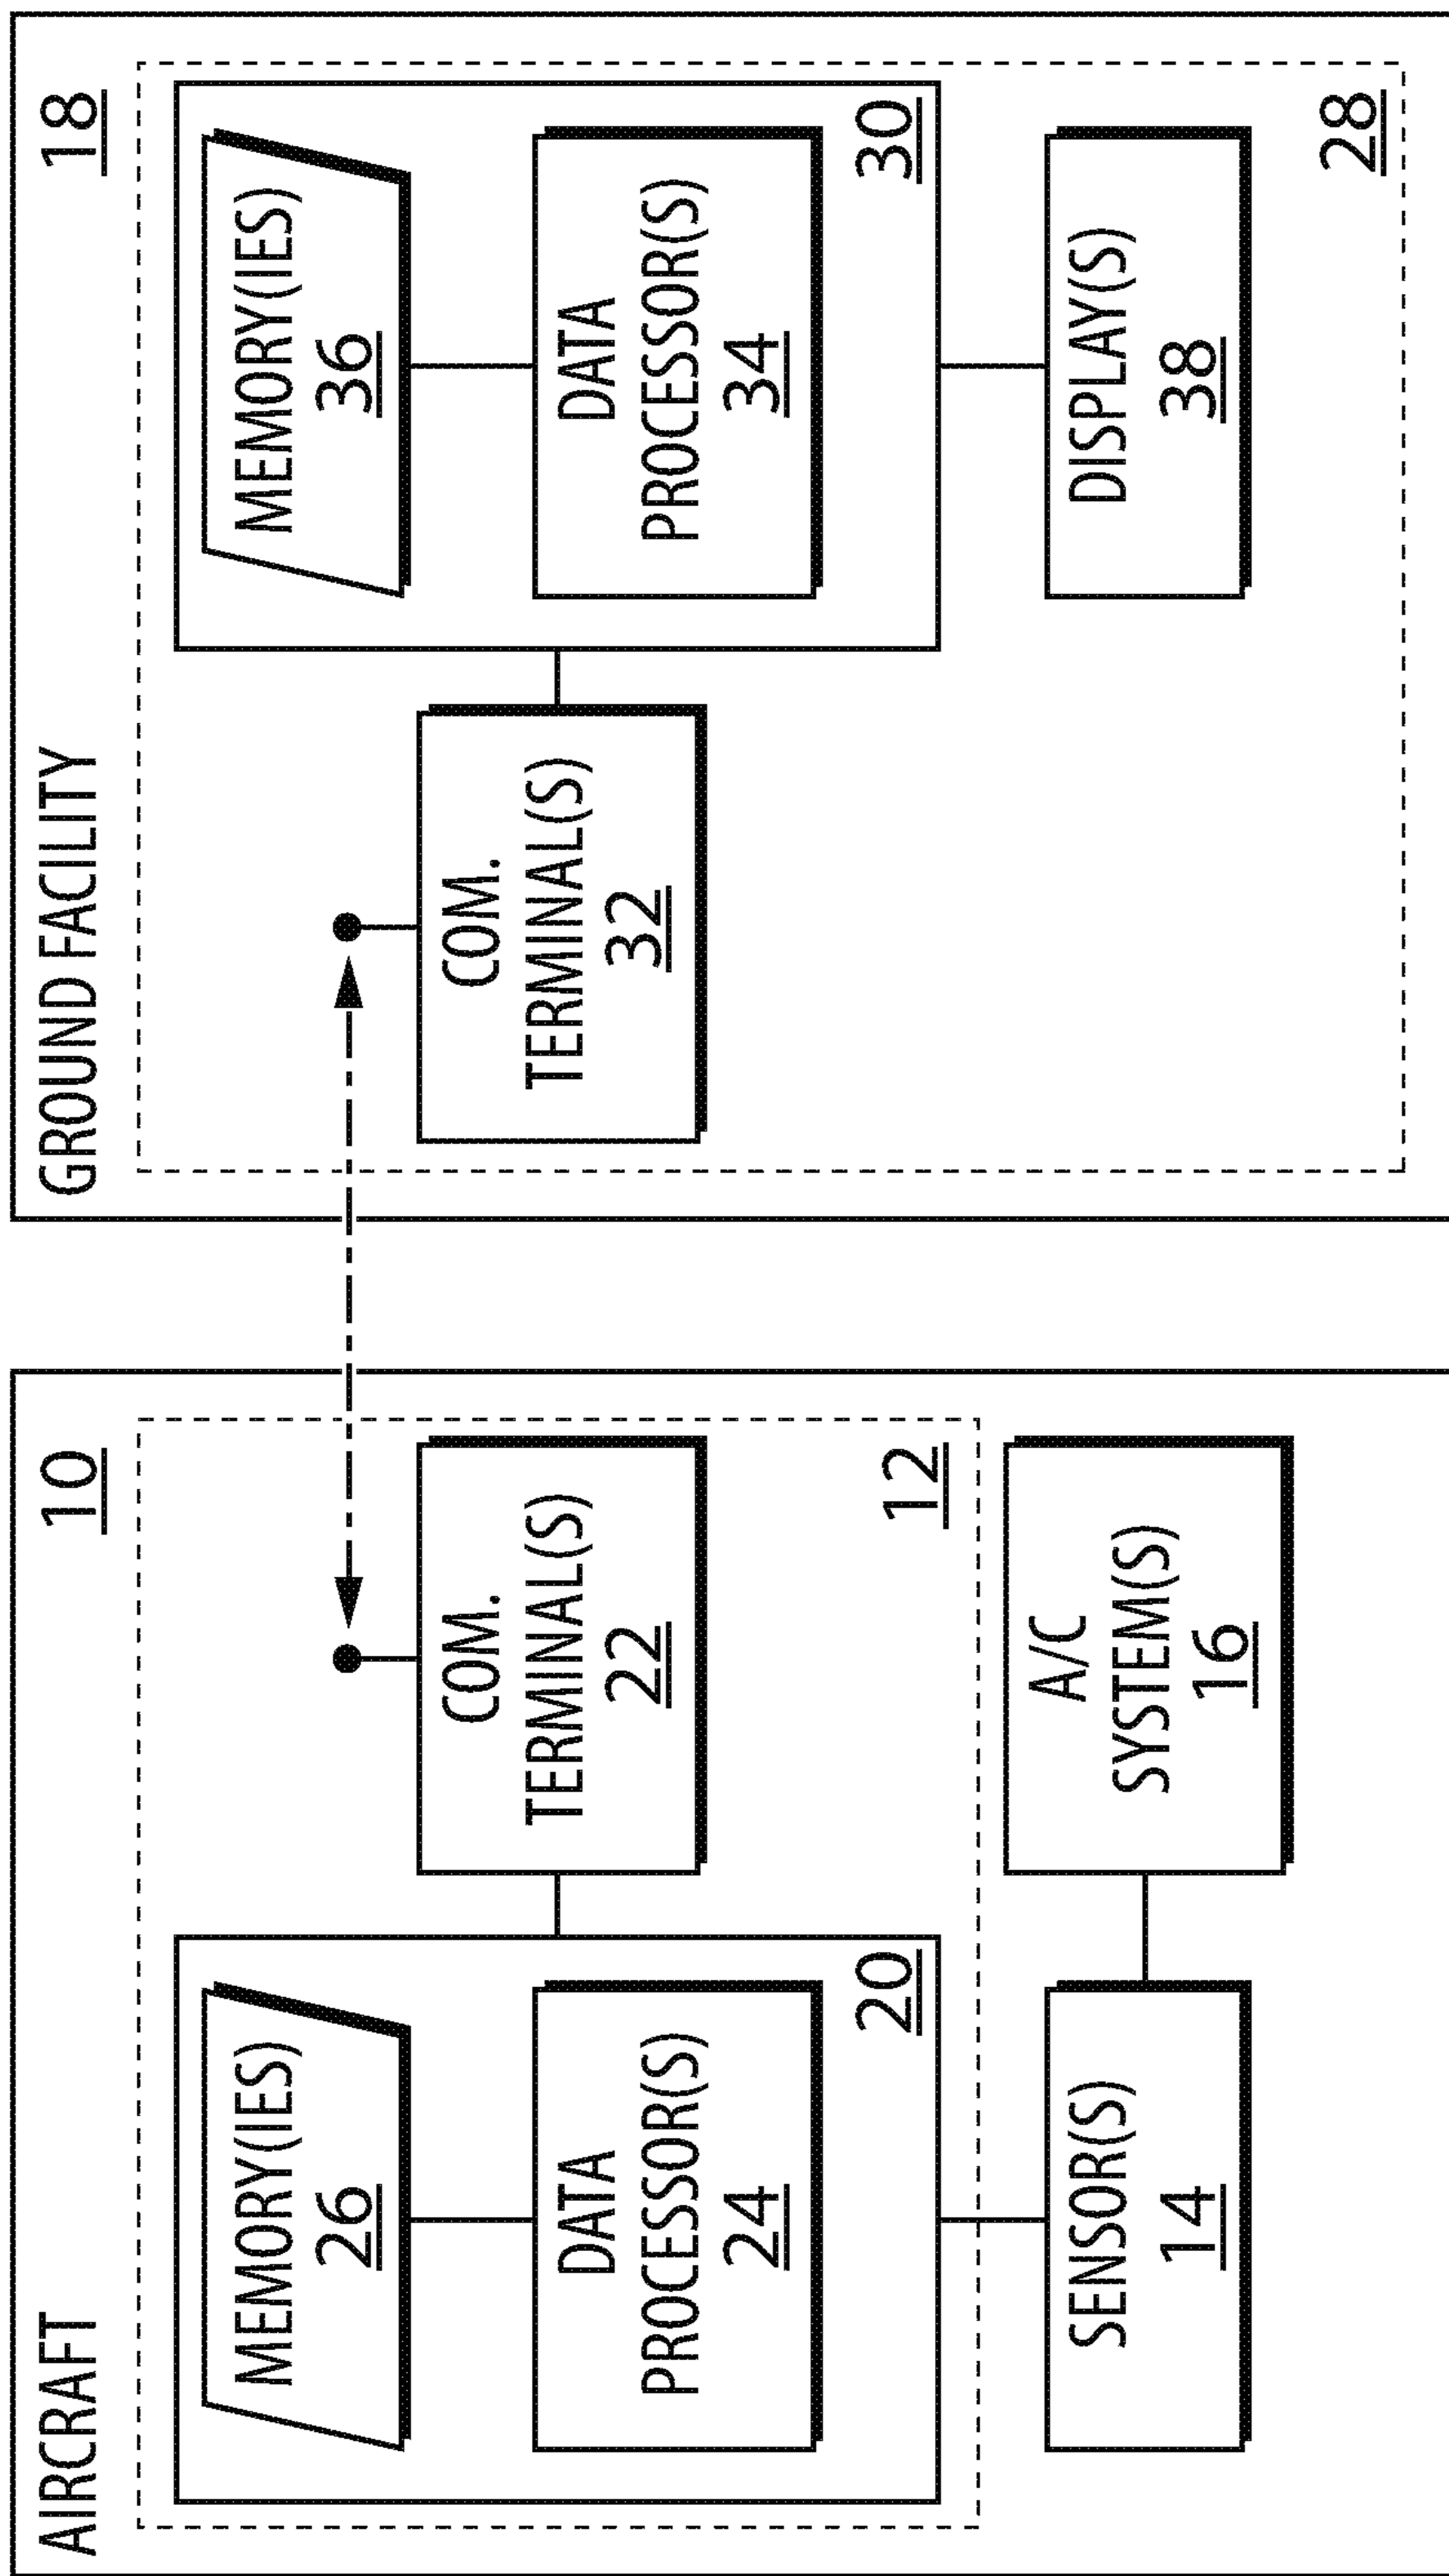 AIRCRAFT
10
MEMORY(IES)
26
DATA
PROCESSOR(S)
24
20
COM.
TERMINAL(S)
22
12
SENSOR(S)
14
A/C
SYSTEM(S)
16
GROUND FACILITY
18
COM.
TERMINAL(S)
32
MEMORY(IES)
36
DATA
PROCESSOR(S)
34
30
DISPLAY(S)
38
28